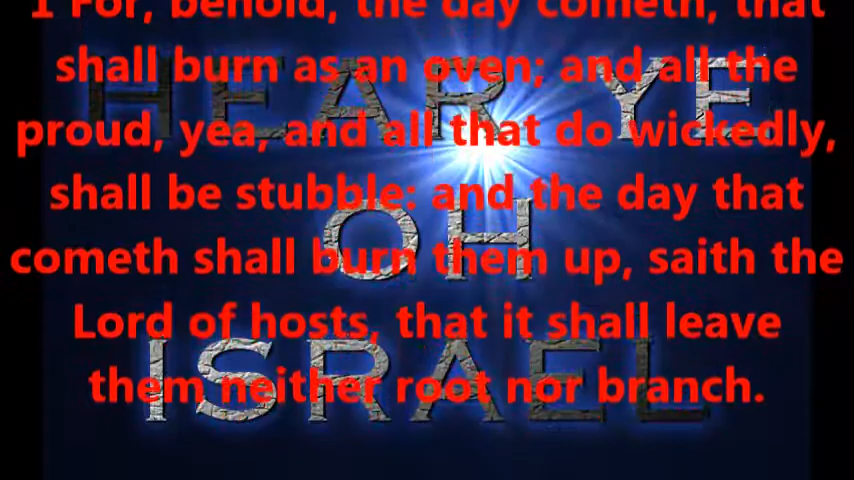 1 For, behold, the day cometh, that
shall burn as an oven; and all the
proud, yea, and all that do wickedly,
shall be stubble: and the day that
cometh shall burn them up, saith the
Lord of hosts, that it shall leave
them neither root nor branch.
HEAR YE
OH
ISRAEL